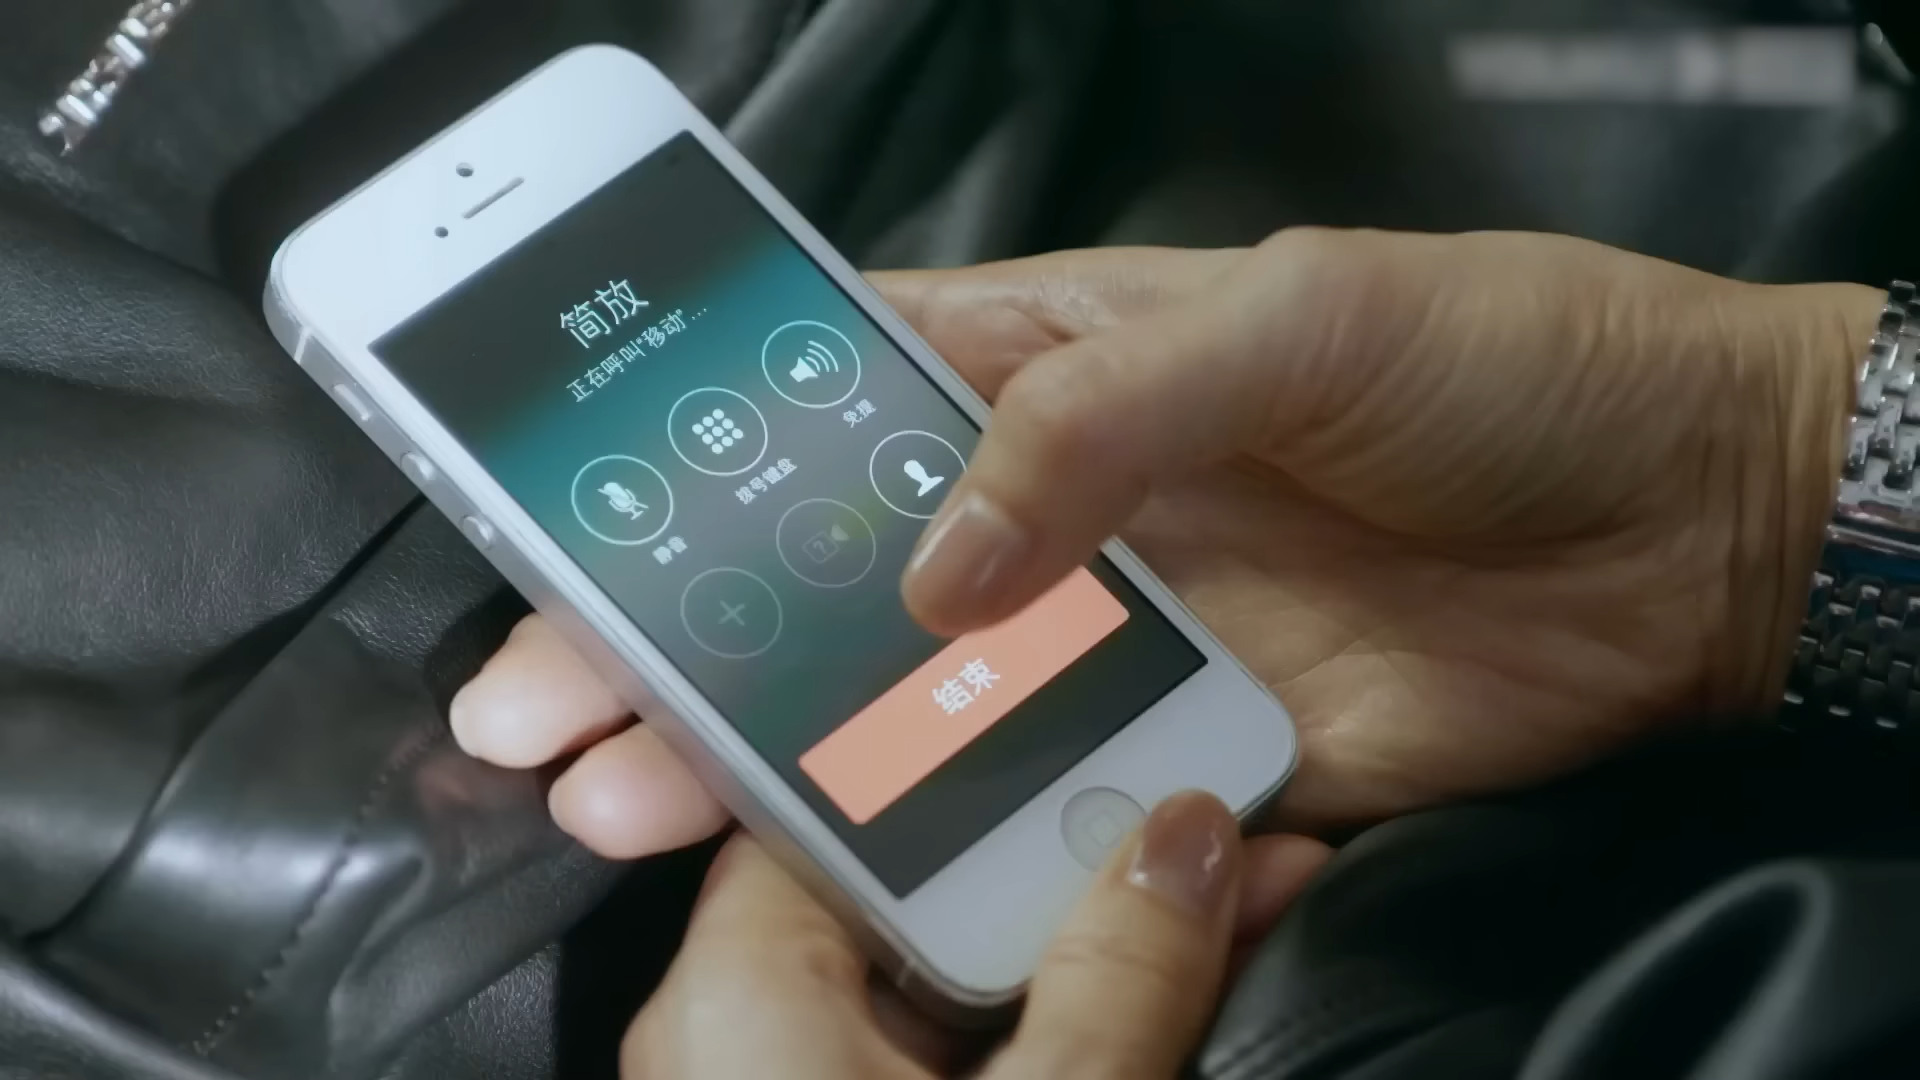 简放
正在呼叫“移动”…
静音
拨号键盘
免提
结束